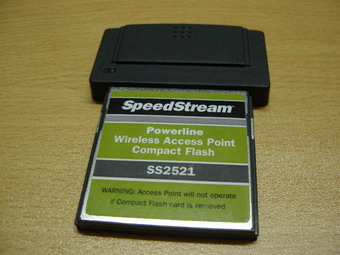 SpeedStream
Powerline
Wireless Access Point
Compact Flash
SS2521
WARNING: Access Point will not operate
if Compact Flash card is removed